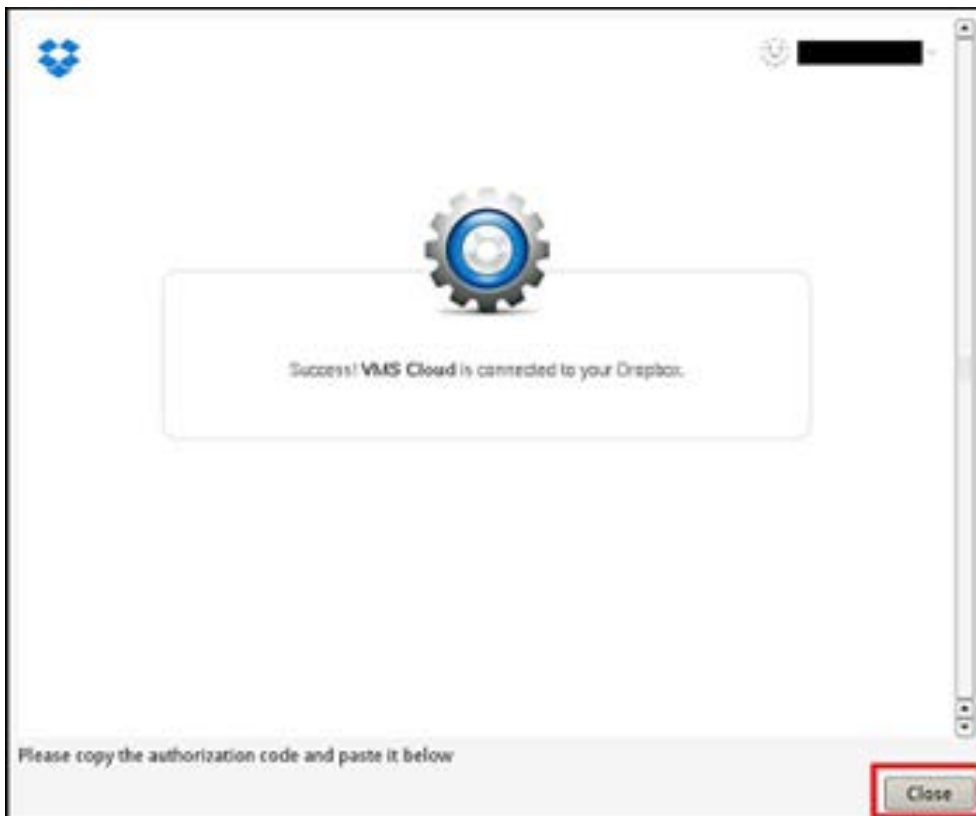 Success! VMS Cloud is connected to your Dropbox.
Please copy the authorization code and paste it below
Close